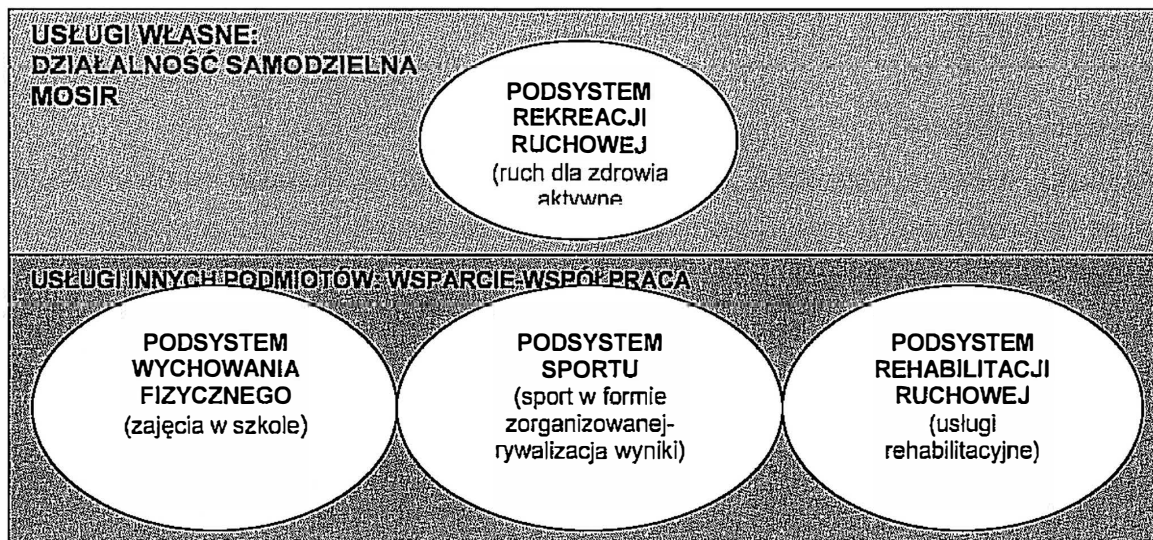 USŁUGI WŁASNE:
DZIAŁALNOŚĆ SAMODZIELNA
MOSIR
PODSYSTEM
REKREACJI
RUCHOWEJ
(ruch dla zdrowia
aktywne
USŁUGI INNYCH PODMIOTÓW: WSPARCIE-WSPÓŁPRACA
PODSYSTEM
WYCHOWANIA
FIZYCZNEGO
(zajęcia w szkole)
PODSYSTEM
SPORTU
(sport w formie
zorganizowanej-
rywalizacja wyniki)
PODSYSTEM
REHABILITACJI
RUCHOWEJ
(usługi
rehabilitacyjne)